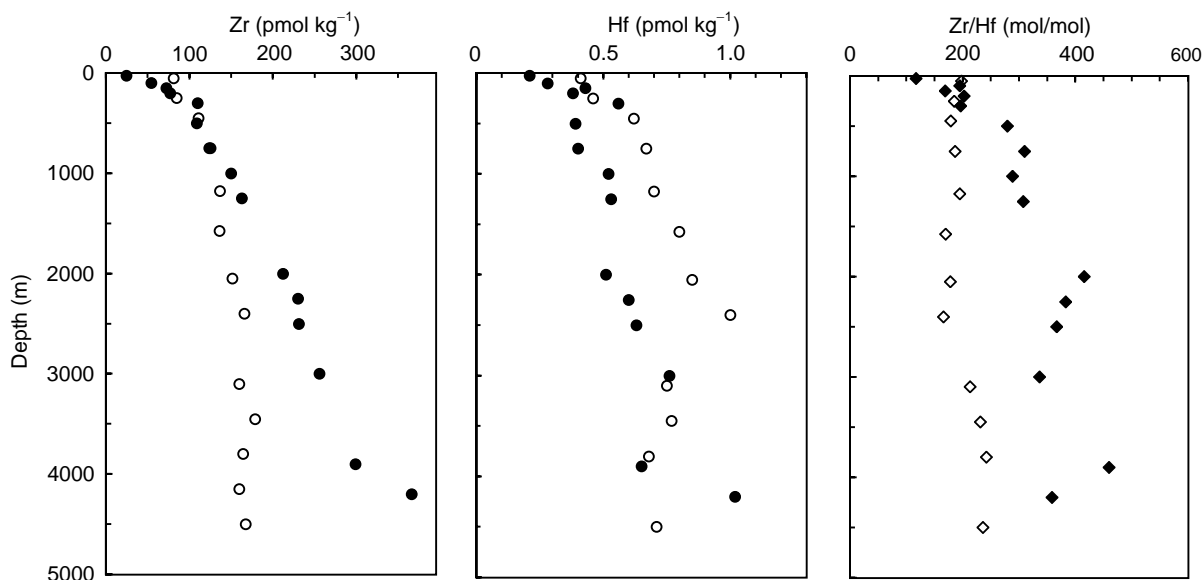 Zr (pmol kg⁻¹)
Hf (pmol kg⁻¹)
Zr/Hf (mol/mol)
0 100 200 300
0 0.5 1.0
0 200 400 600
0
1000
2000
3000
4000
5000
Depth (m)